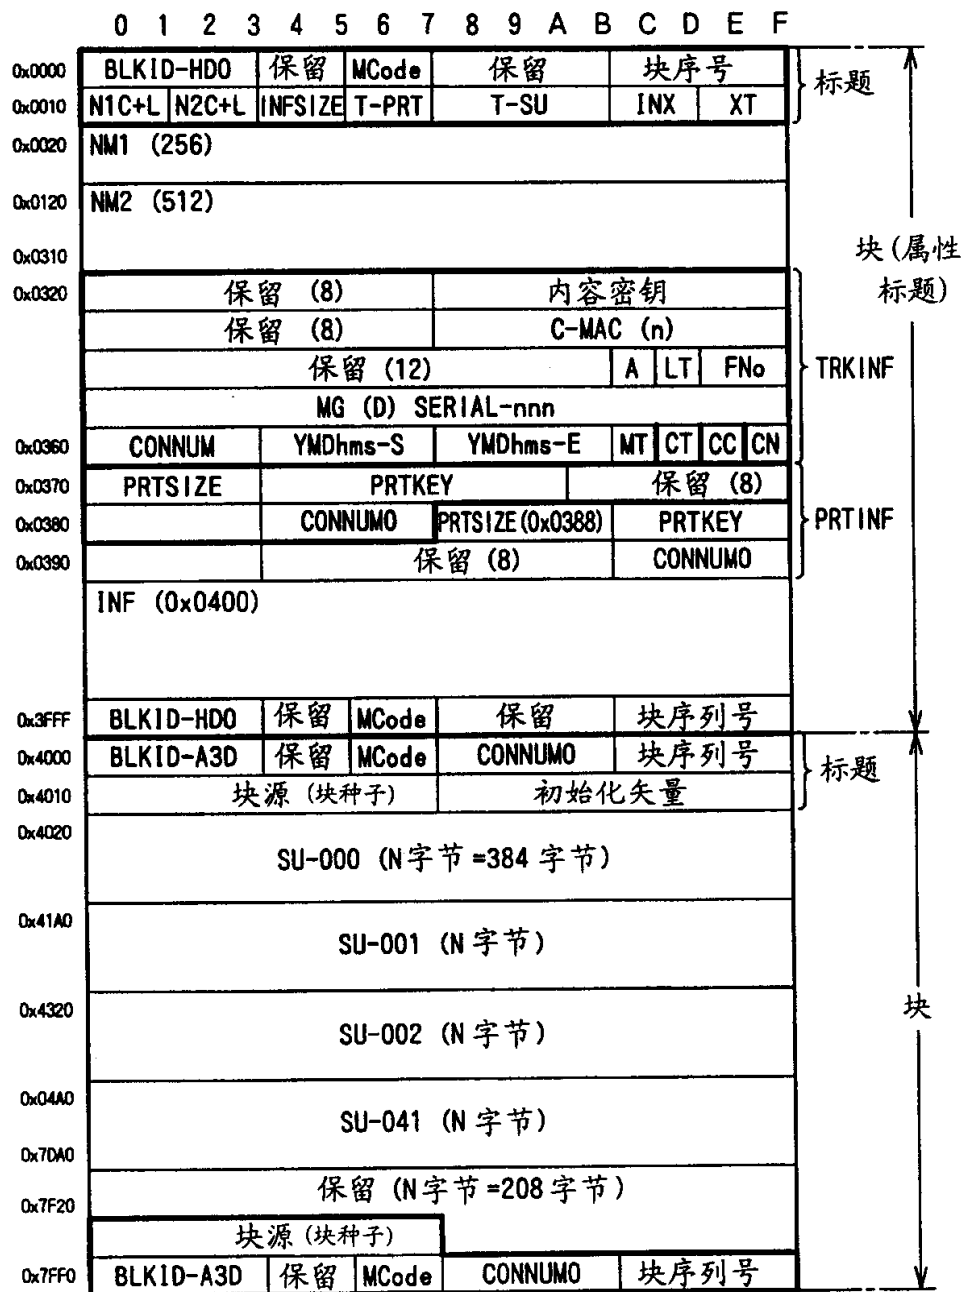 0 1 2 3 4 5 6 7 8 9 A B C D E F
0x0000 BLKID-HD0 保留 MCode 保留 块序号
标题
0x0010 N1C+L N2C+L INFSIZE T-PRT T-SU INX XT
0x0020 NM1 (256)
0x0120 NM2 (512)
0x0310
块(属性
标题)
0x0320 保留 (8) 内容密钥
保留 (8) C-MAC (n)
保留 (12) A LT FNo TRKINF
MG (D) SERIAL-nnn
0x0360 CONNUM YMDhms-S YMDhms-E MT CT CC CN
0x0370 PRTSIZE PRTKEY 保留 (8)
0x0380 CONNUM0 PRTSIZE(0x0388) PRTKEY PRTINF
0x0390 保留 (8) CONNUM0
INF (0x0400)
0x3FFF BLKID-HD0 保留 MCode 保留 块序列号
0x4000 BLKID-A3D 保留 MCode CONNUM0 块序列号
标题
0x4010 块源 (块种子) 初始化矢量
0x4020
SU-000 (N字节=384字节)
0x41A0
SU-001 (N字节)
0x4320
SU-002 (N字节)
块
0x04A0
SU-041 (N字节)
0x7DA0
保留 (N字节=208字节)
0x7F20
块源 (块种子)
0x7FF0 BLKID-A3D 保留 MCode CONNUM0 块序列号